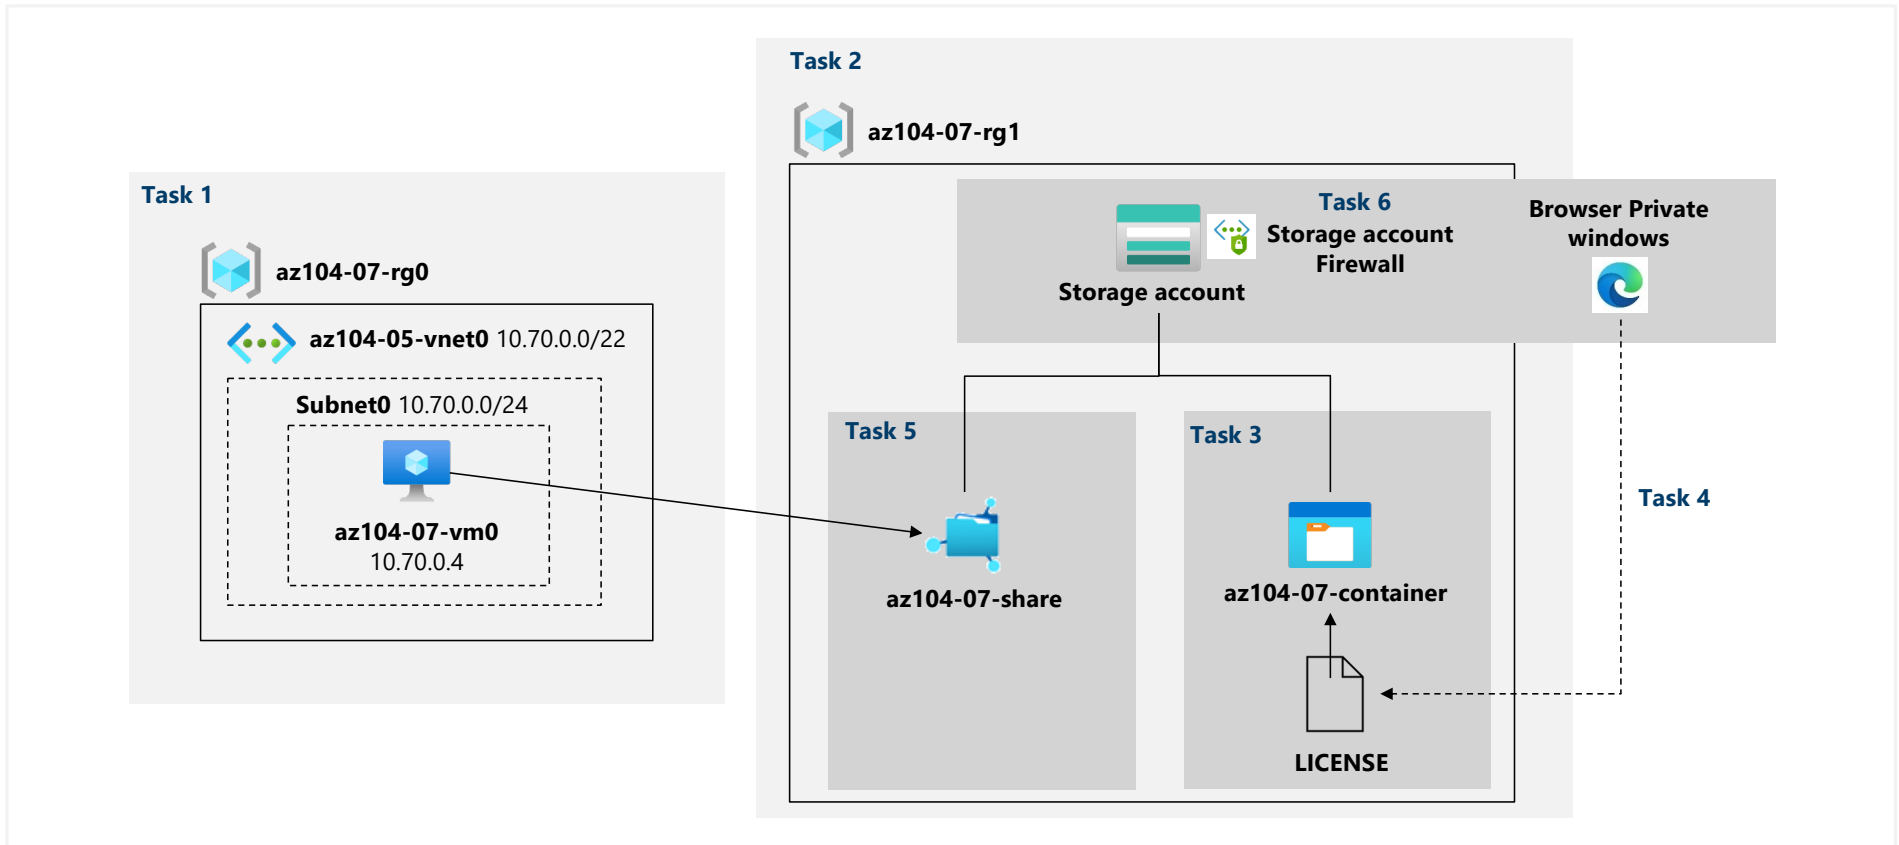 Task 1
az104-07-rg0
az104-05-vnet0 10.70.0.0/22
Subnet0 10.70.0.0/24
az104-07-vm0
10.70.0.4
Task 2
az104-07-rg1
Task 6
Storage account
Firewall
Storage account
Browser Private
windows
Task 5
az104-07-share
Task 3
az104-07-container
LICENSE
Task 4